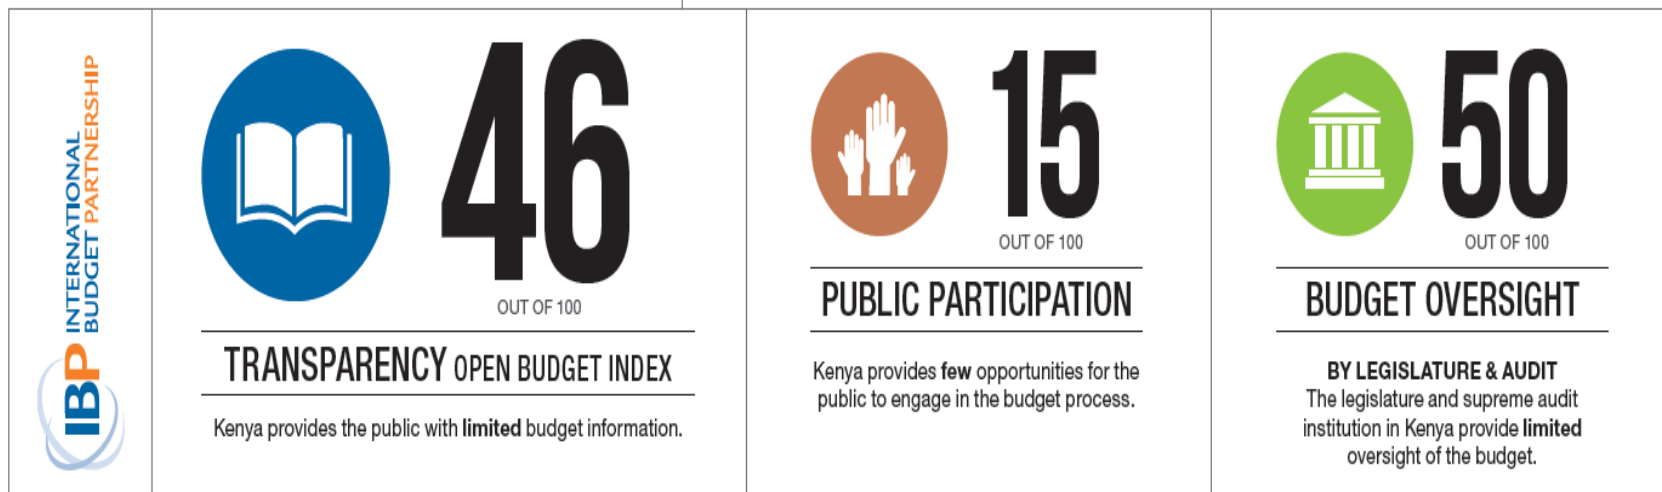 IBP INTERNATIONAL
BUDGET PARTNERSHIP
46
OUT OF 100
TRANSPARENCY OPEN BUDGET INDEX
Kenya provides the public with limited budget information.
15
OUT OF 100
PUBLIC PARTICIPATION
Kenya provides few opportunities for the
public to engage in the budget process.
50
OUT OF 100
BUDGET OVERSIGHT
BY LEGISLATURE & AUDIT
The legislature and supreme audit
institution in Kenya provide limited
oversight of the budget.